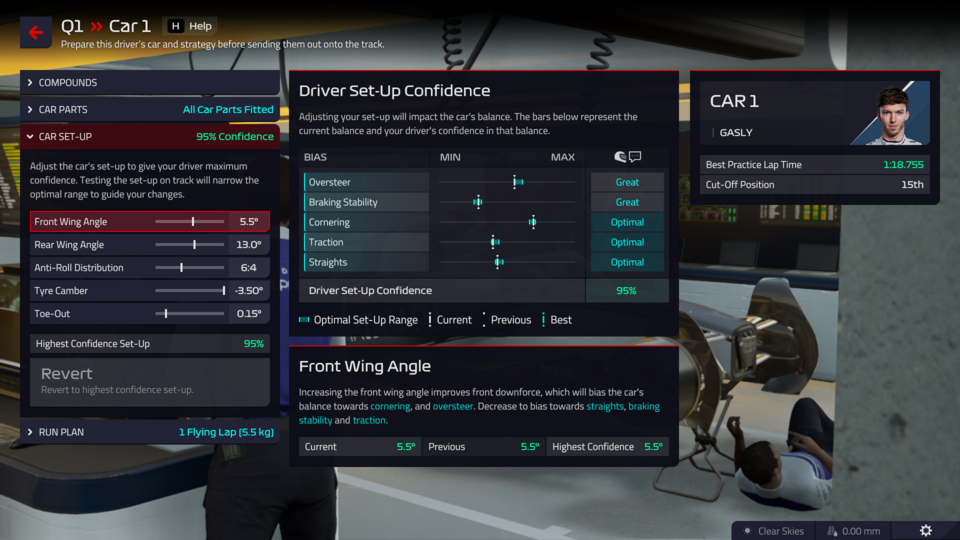 Q1 >> Car 1 H Help
Prepare this driver's car and strategy before sending them out onto the track.
COMPOUNDS
CAR PARTS All Car Parts Fitted
CAR SET-UP 95% Confidence
Adjust the car's set-up to give your driver maximum
confidence. Testing the set-up on track will narrow the
optimal range to guide your changes.
Front Wing Angle 5.5°
Rear Wing Angle 13.0°
Anti-Roll Distribution 6:4
Tyre Camber -3.50°
Toe-Out 0.15°
Highest Confidence Set-Up 95%
Revert
Revert to highest confidence set-up.
RUN PLAN 1 Flying Lap (5.5 kg)
Driver Set-Up Confidence
Adjusting your set-up will impact the car's balance. The bars below represent the
current balance and your driver's confidence in that balance.
BIAS MIN MAX
Oversteer Great
Braking Stability Great
Cornering Optimal
Traction Optimal
Straights Optimal
Driver Set-Up Confidence 95%
Optimal Set-Up Range Current Previous Best
Front Wing Angle
Increasing the front wing angle improves front downforce, which will bias the car's
balance towards cornering, and oversteer. Decrease to bias towards straights, braking
stability and traction.
Current 5.5° Previous 5.5° Highest Confidence 5.5°
CAR 1
GASLY
Best Practice Lap Time 1:18.755
Cut-Off Position 15th
Clear Skies 0.00 mm